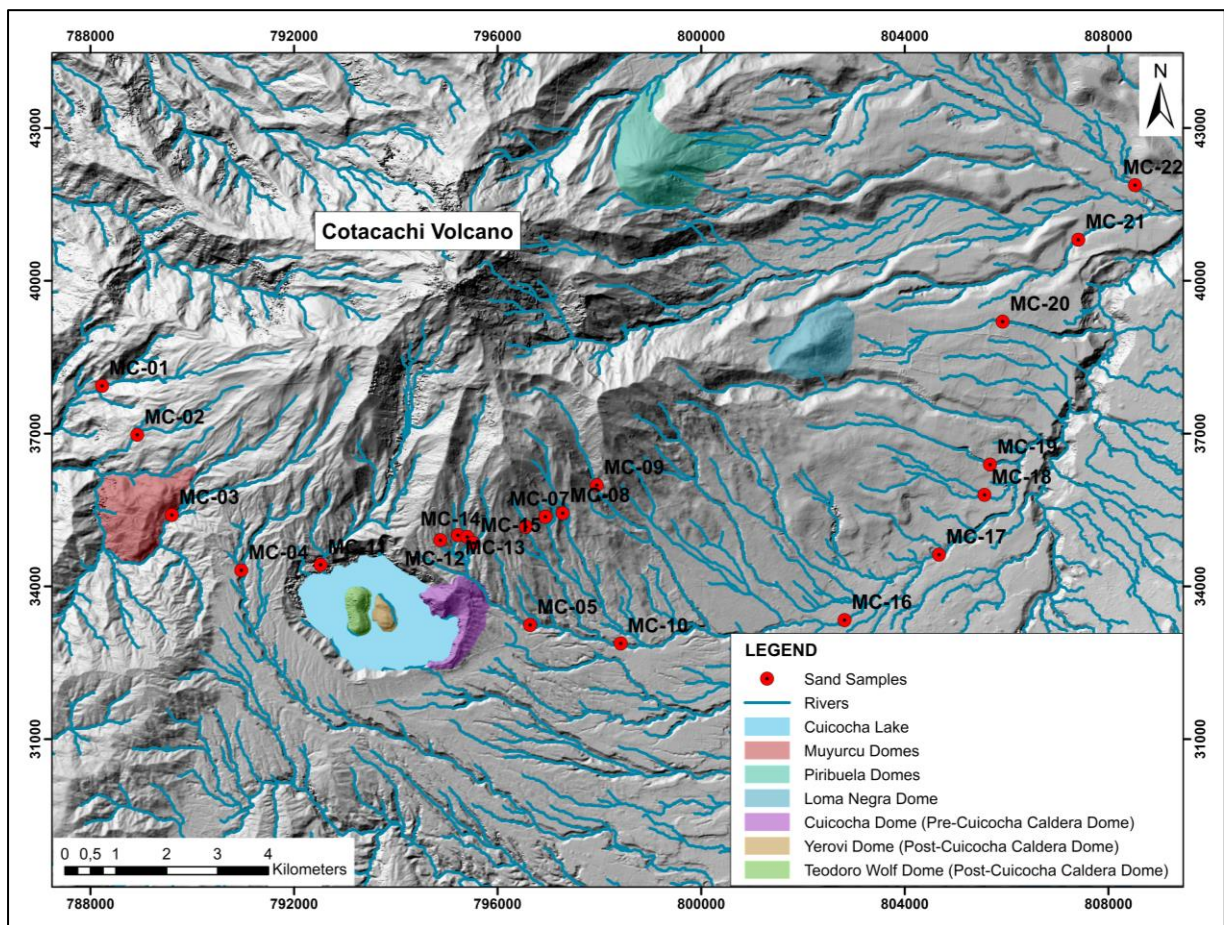 788000 792000 796000 800000 804000 808000
N
43000 43000
MC-22
Cotacachi Volcano
MC-21
40000 40000
MC-20
MC-01
MC-02
37000 37000
MC-19
MC-09
MC-18
MC-03
MC-07 MC-08
MC-14 MC-15
MC-17
MC-04 MC-11 MC-12 MC-13
34000 34000
MC-05
MC-16
MC-10
LEGEND
Sand Samples
Rivers
31000 31000
Cuicocha Lake
Muyurcu Domes
Piribuela Domes
Loma Negra Dome
Cuicocha Dome (Pre-Cuicocha Caldera Dome)
Yerovi Dome (Post-Cuicocha Caldera Dome)
Teodoro Wolf Dome (Post-Cuicocha Caldera Dome)
0 0,5 1 2 3 4
Kilometers
788000 792000 796000 800000 804000 808000